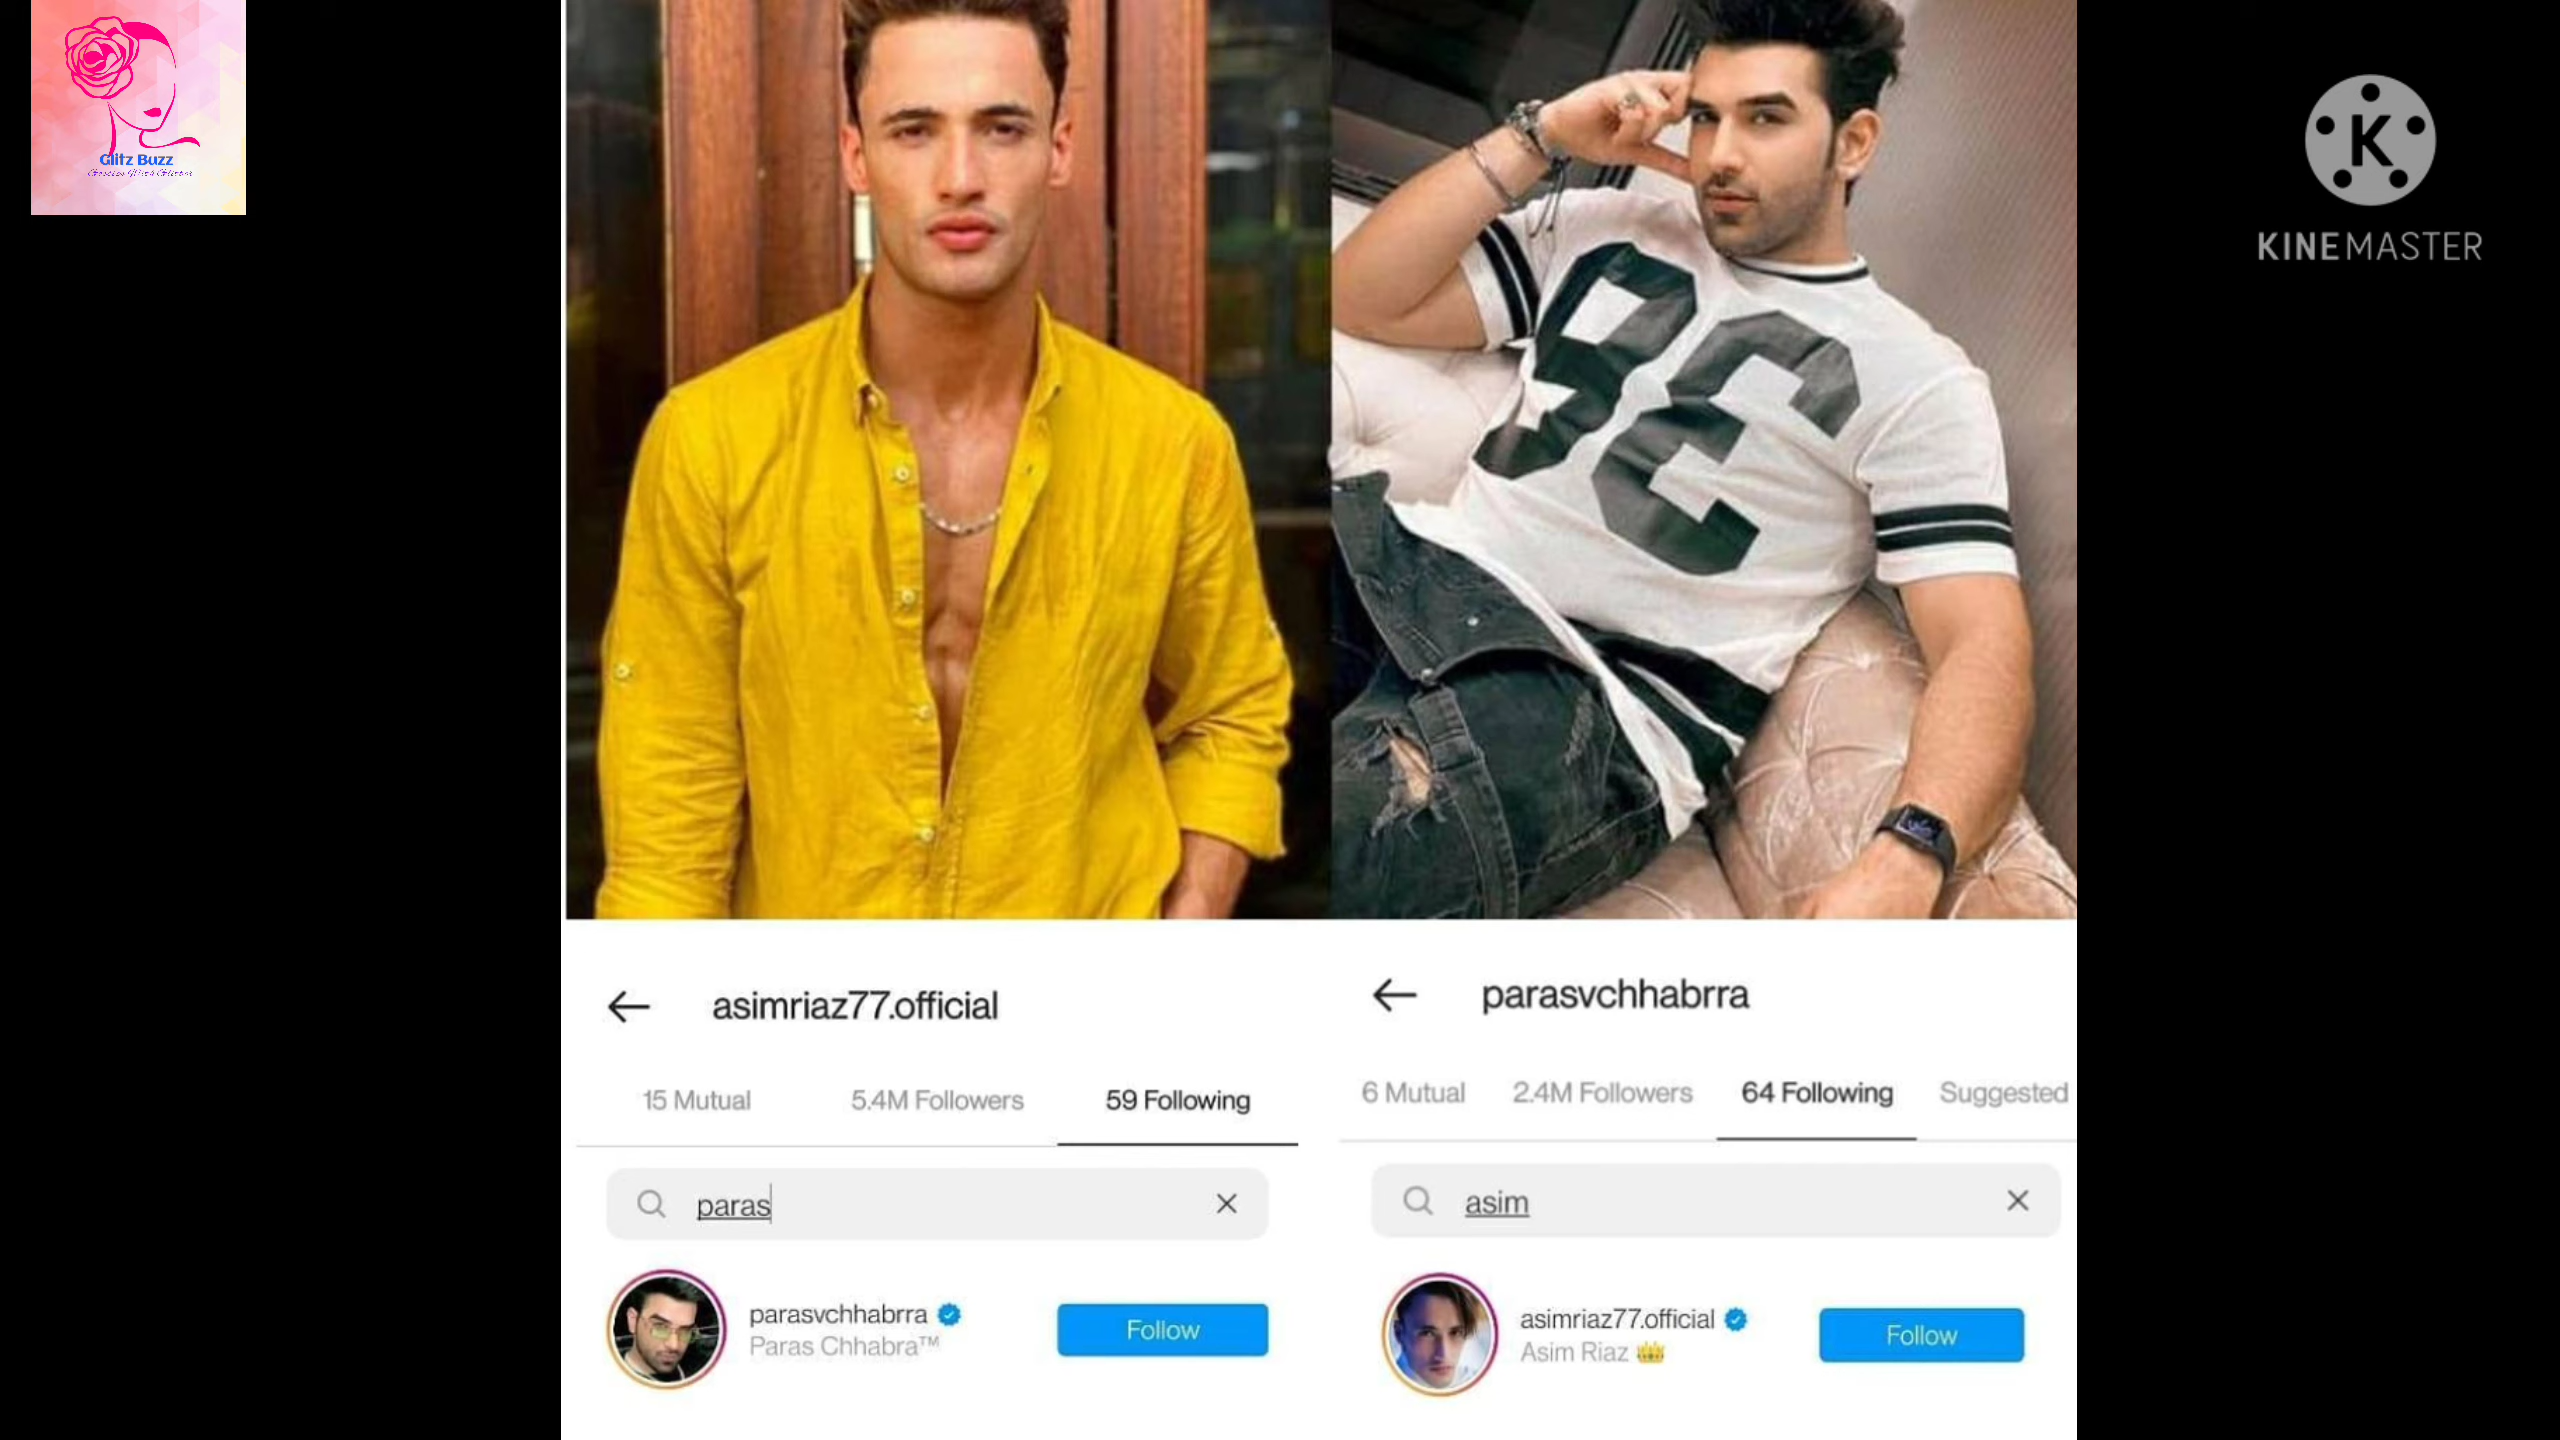 Glitz Buzz
KINEMASTER
93
asimriaz77.official
15 Mutual
5.4M Followers
59 Following
paras
parasvchhabrra
Paras Chhabra™
Follow
parasvchhabrra
6 Mutual
2.4M Followers
64 Following
Suggested
asim
asimriaz77.official
Asim Riaz 👑
Follow